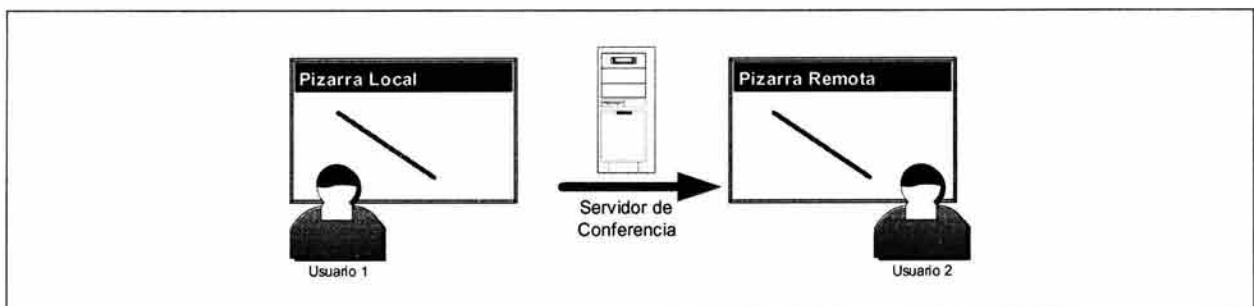 Pizarra Local
Pizarra Remota
Servidor de
Conferencia
Usuario 1
Usuario 2